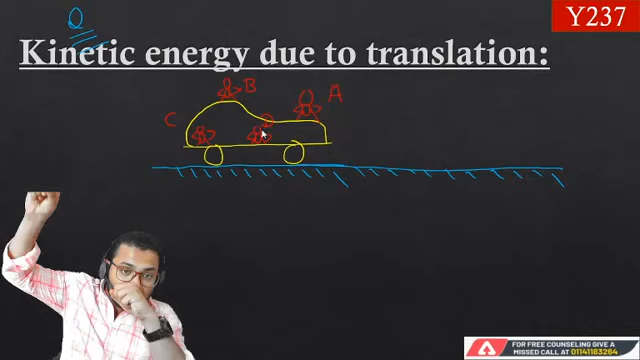 Q
Y237
Kinetic energy due to translation:
B
A
C
D
FOR FREE COUNSELING GIVE A
MISSED CALL AT 01141183264